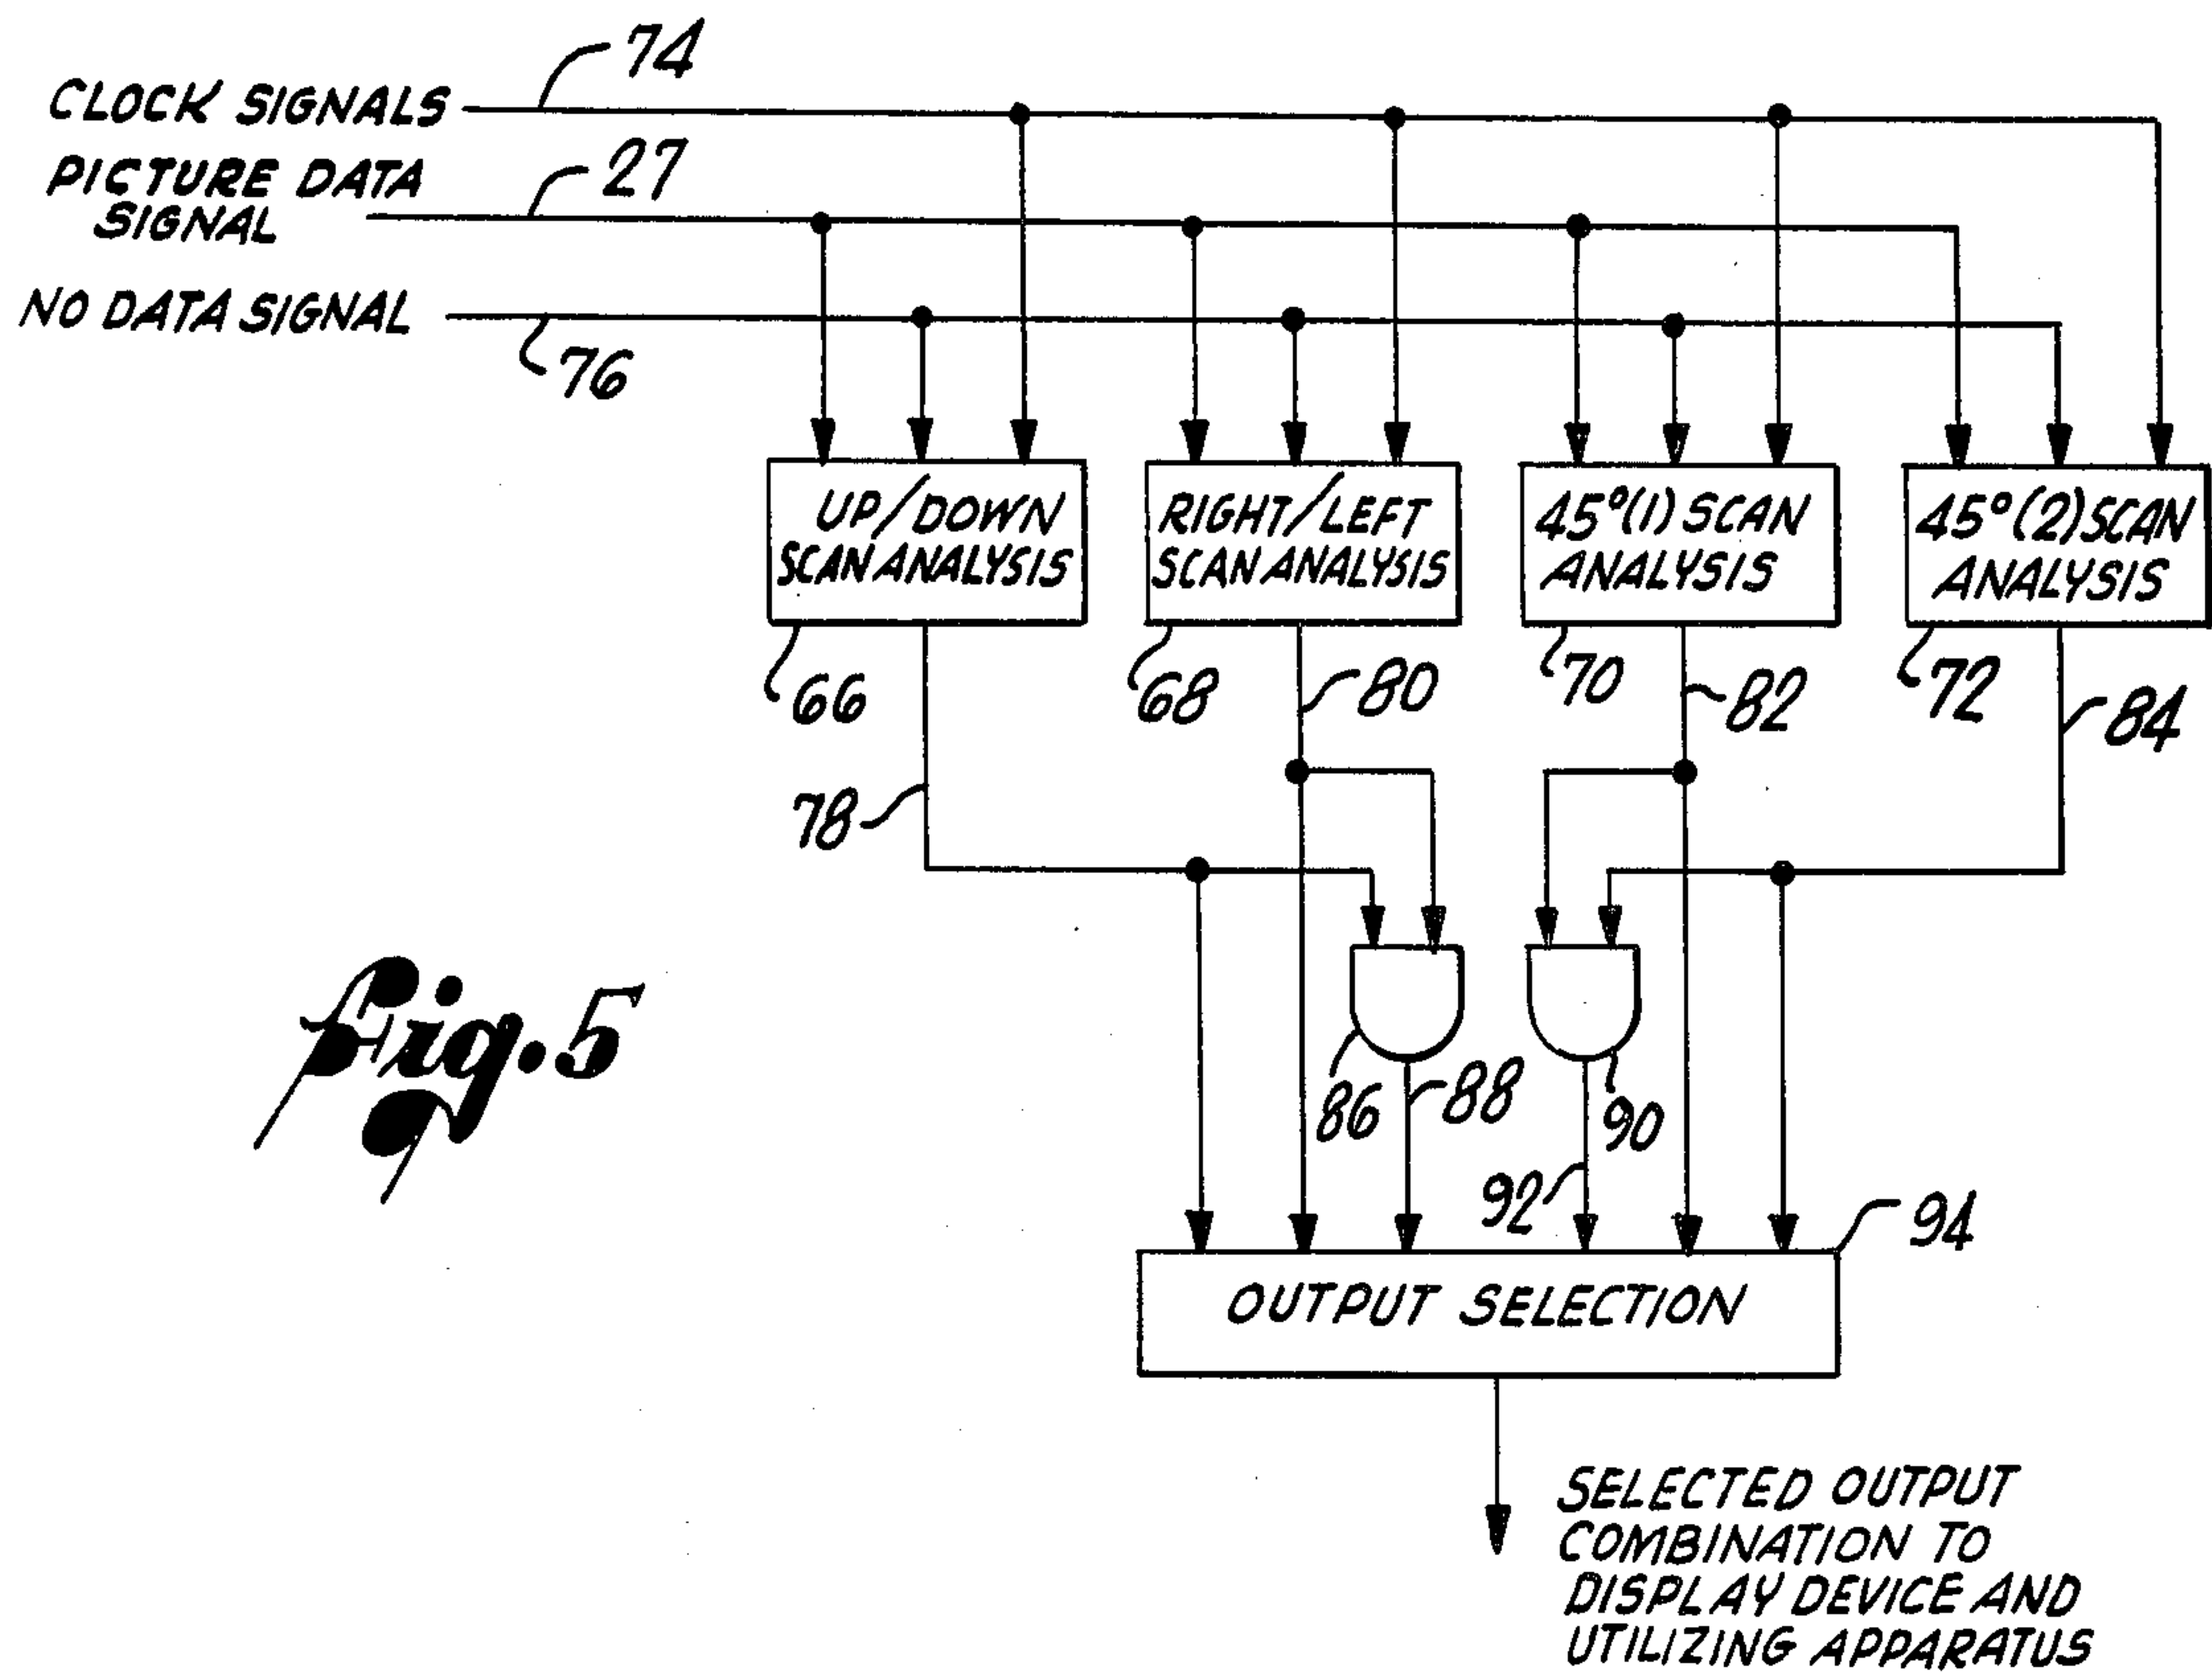 74
CLOCK SIGNALS
27
PICTURE DATA
SIGNAL
NO DATA SIGNAL
76
UP/DOWN
SCAN ANALYSIS
RIGHT/LEFT
SCAN ANALYSIS
45°(1) SCAN
ANALYSIS
45°(2) SCAN
ANALYSIS
66
68
80
70
82
72
84
78
86
88
90
92
94
Fig. 5
OUTPUT SELECTION
SELECTED OUTPUT
COMBINATION TO
DISPLAY DEVICE AND
UTILIZING APPARATUS